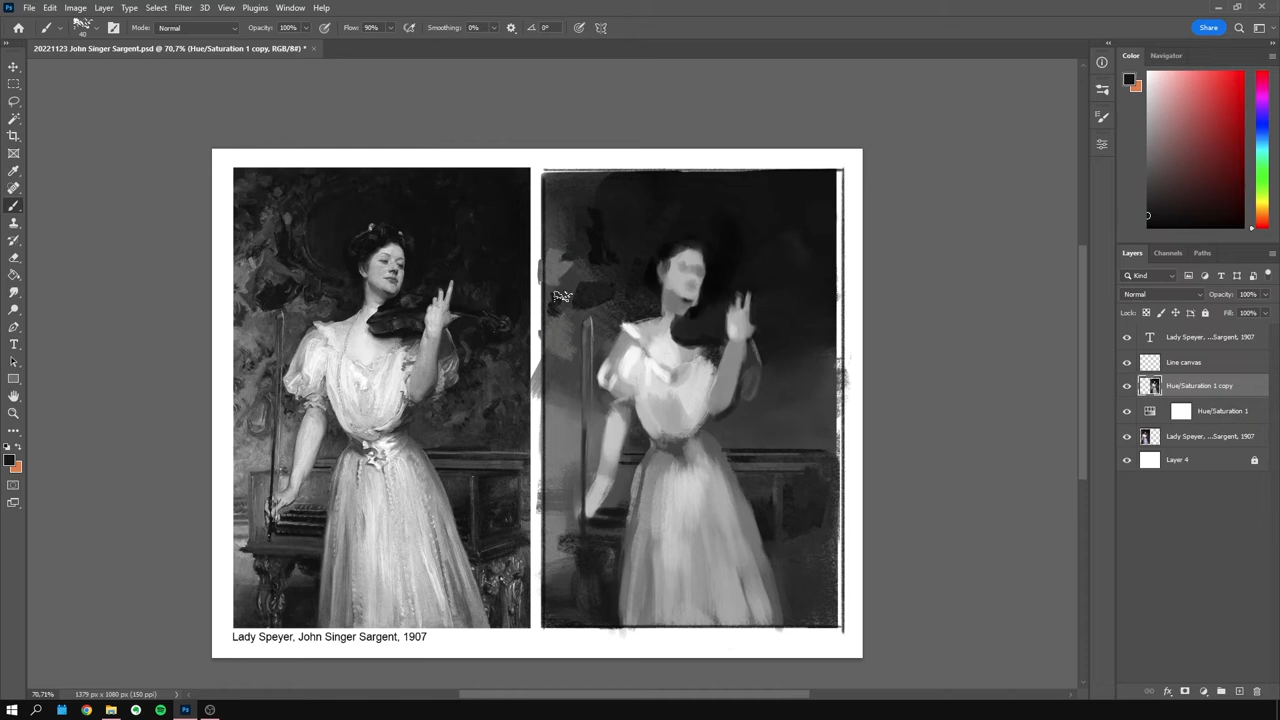 File Edit Image Layer Type Select Filter 3D View Plugins Window Help
40 Mode: Normal Opacity: 100% Flow: 90% Smoothing: 0% 0° Share
20221123 John Singer Sargent.psd @ 70,7% (Hue/Saturation 1 copy, RGB/8#) *
Color Navigator
Layers Channels Paths
Kind
Normal Opacity: 100%
Lock: Fill: 100%
Lady Speyer, ...Sargent, 1907
Line canvas
Hue/Saturation 1 copy
Hue/Saturation 1
Lady Speyer, ...Sargent, 1907
Layer 4
Lady Speyer, John Singer Sargent, 1907
70,71% 1379 px x 1080 px (150 ppi)